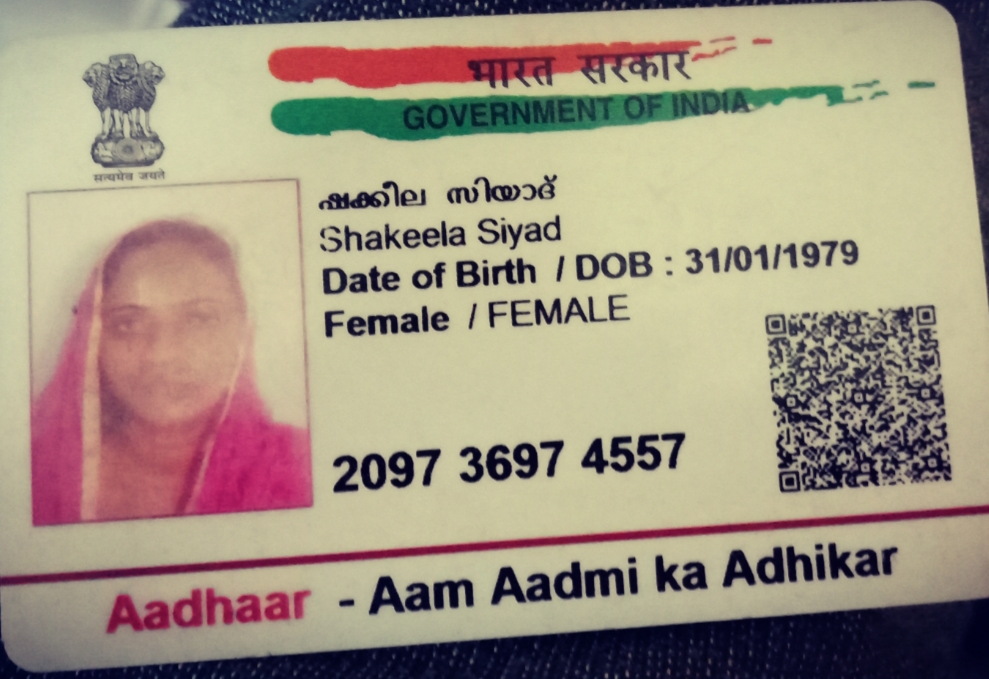 भारत सरकार
GOVERNMENT OF INDIA
सत्यमेव जयते
ഷക്കീല സിയാദ്
Shakeela Siyad
Date of Birth / DOB : 31/01/1979
Female / FEMALE
2097 3697 4557
Aadhaar - Aam Aadmi ka Adhikar